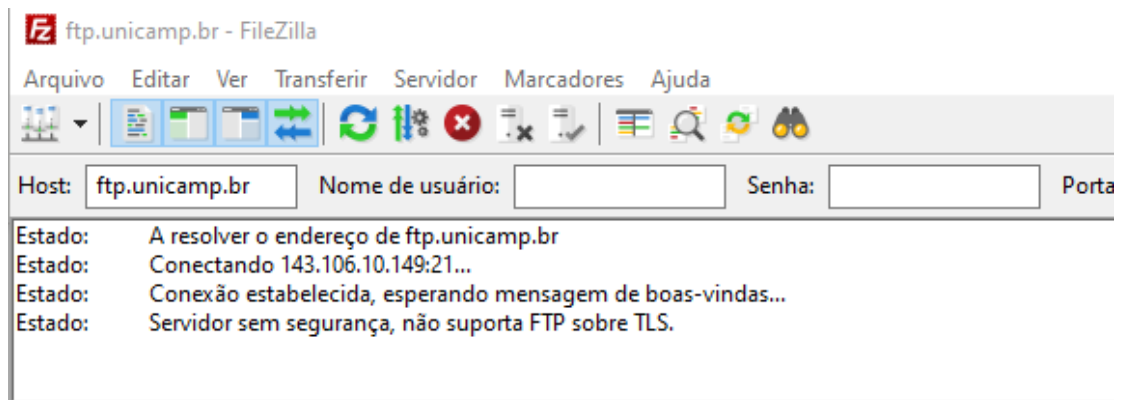 ftp.unicamp.br - FileZilla
Arquivo Editar Ver Transferir Servidor Marcadores Ajuda
Host: ftp.unicamp.br Nome de usuário: Senha: Porta
Estado: A resolver o endereço de ftp.unicamp.br
Estado: Conectando 143.106.10.149:21...
Estado: Conexão estabelecida, esperando mensagem de boas-vindas...
Estado: Servidor sem segurança, não suporta FTP sobre TLS.